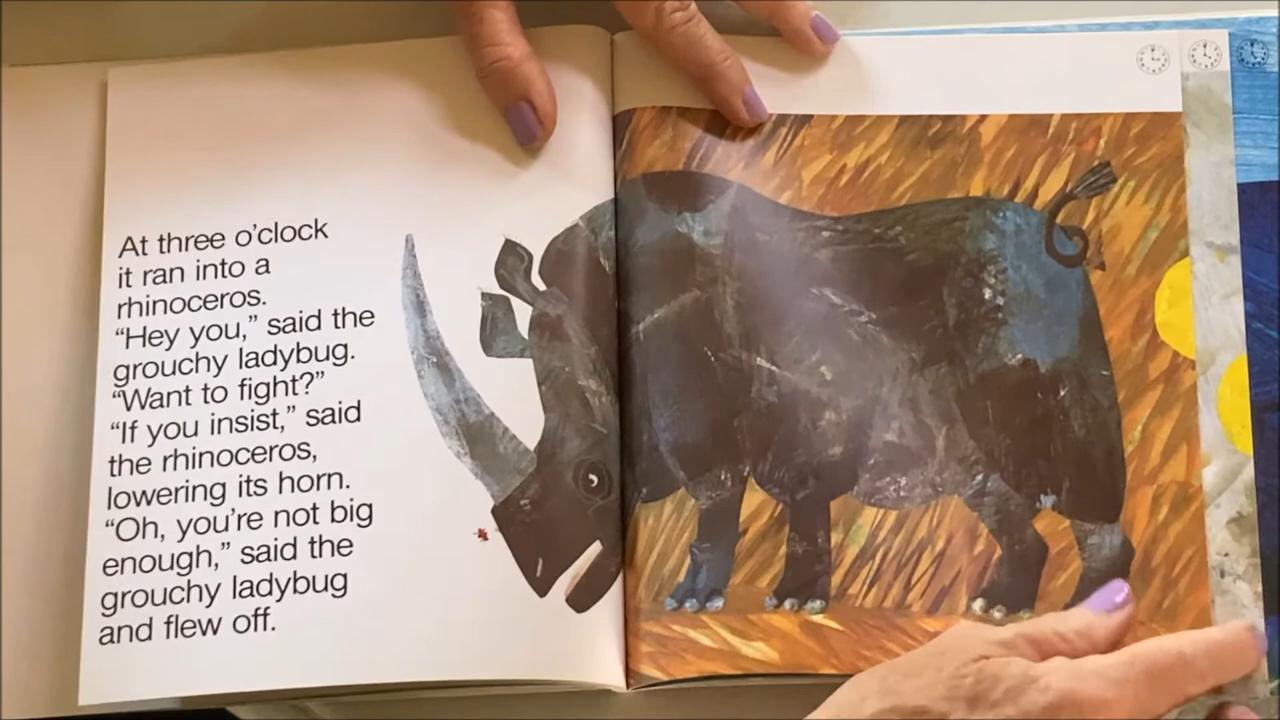 At three o'clock
it ran into a
rhinoceros.
“Hey you,” said the
grouchy ladybug.
“Want to fight?”
“If you insist,” said
the rhinoceros,
lowering its horn.
“Oh, you're not big
enough,” said the
grouchy ladybug
and flew off.